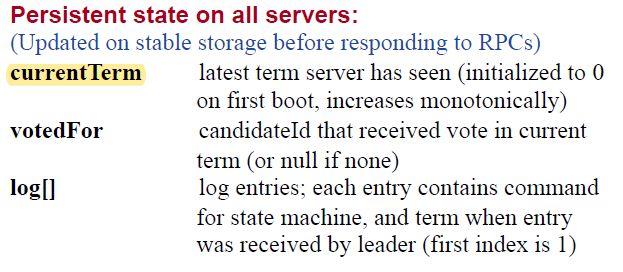 Persistent state on all servers:
(Updated on stable storage before responding to RPCs)
currentTerm latest term server has seen (initialized to 0
on first boot, increases monotonically)
votedFor candidateId that received vote in current
term (or null if none)
log[] log entries; each entry contains command
for state machine, and term when entry
was received by leader (first index is 1)